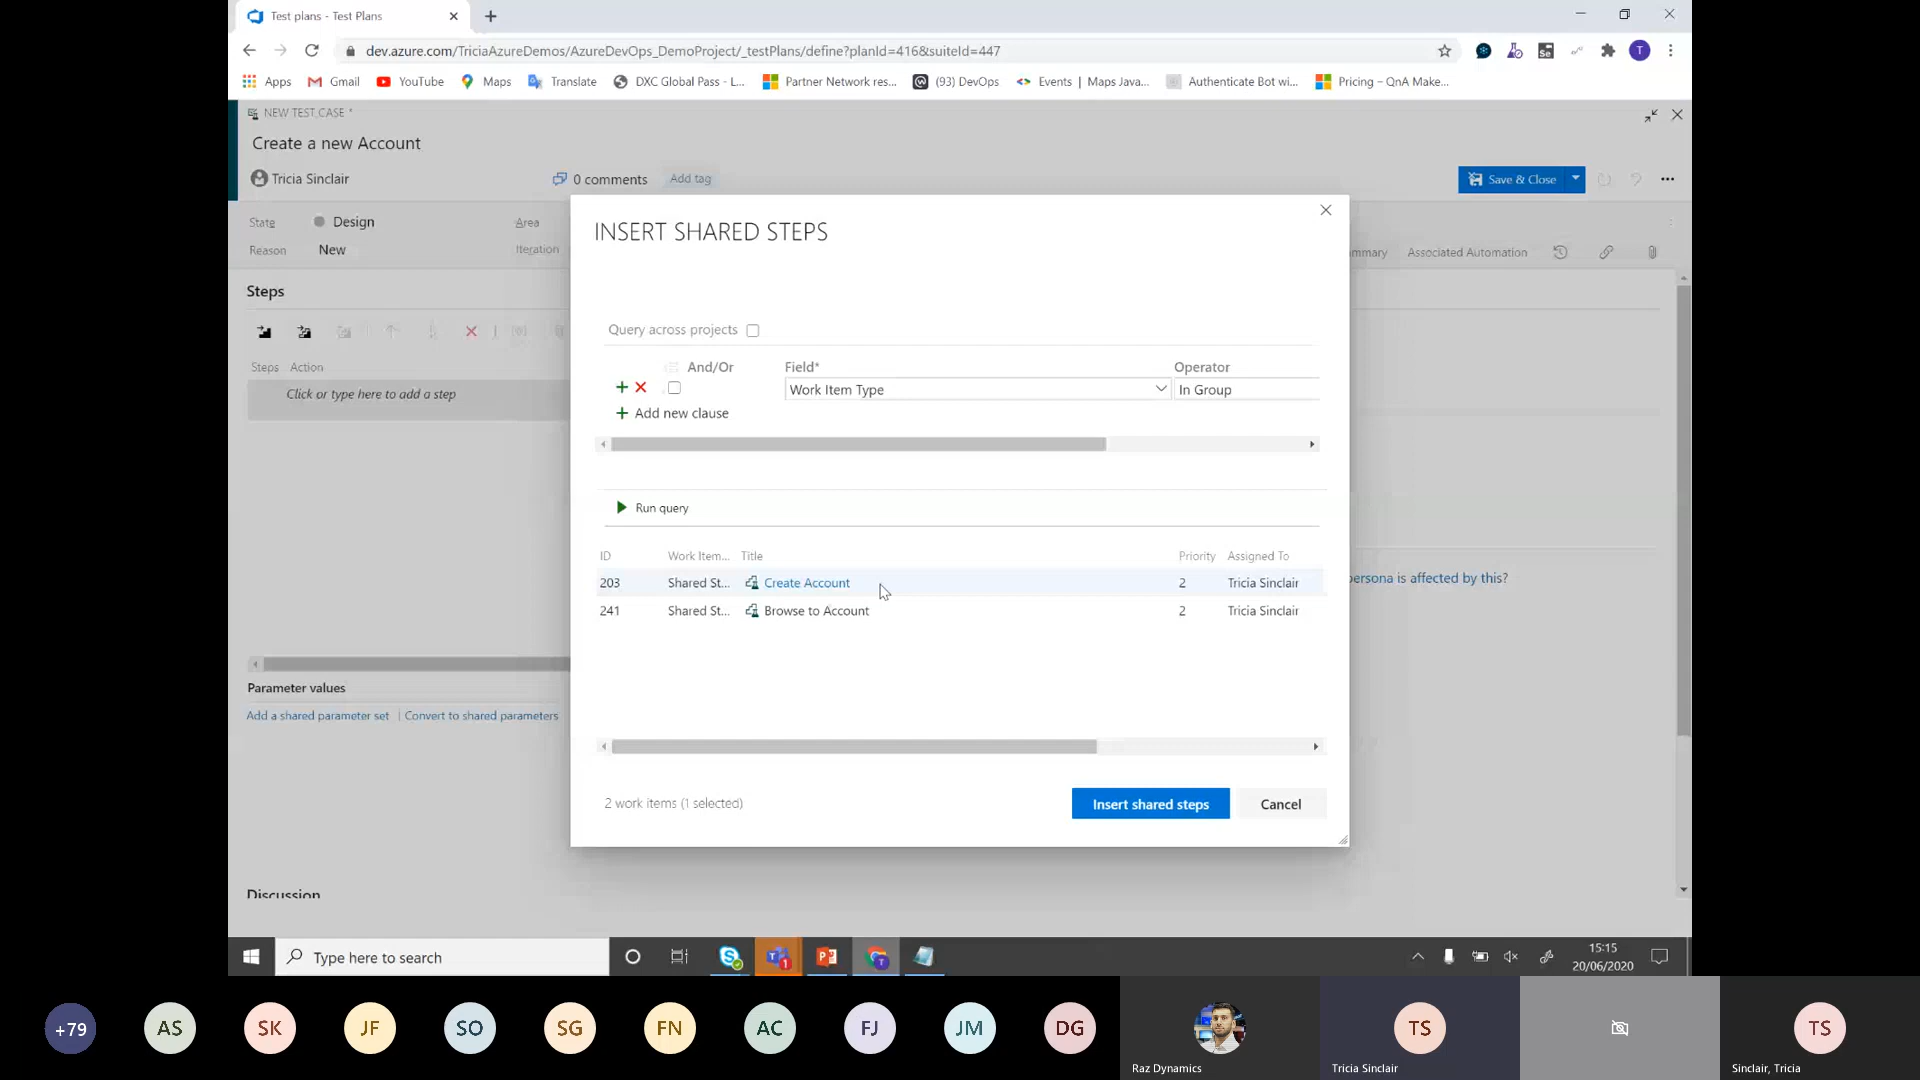 Test plans - Test Plans
dev.azure.com/TriciaAzureDemos/AzureDevOps_DemoProject/_testPlans/define?planId=416&suiteId=447
Se
T
Apps
Gmail
YouTube
Maps
Translate
DXC Global Pass - L...
Partner Network res...
(93) DevOps
Events | Maps Java...
Authenticate Bot wi...
Pricing – QnA Make...
NEW TEST CASE *
Create a new Account
Tricia Sinclair
0 comments
Add tag
Save & Close
State
Design
Area
Reason
New
Iteration
mmary
Associated Automation
Steps
Steps
Action
Click or type here to add a step
INSERT SHARED STEPS
Query across projects
And/Or
Field*
Operator
Work Item Type
In Group
Add new clause
Run query
ID
Work Item...
Title
Priority
Assigned To
203
Shared St...
Create Account
2
Tricia Sinclair
241
Shared St...
Browse to Account
2
Tricia Sinclair
persona is affected by this?
2 work items (1 selected)
Insert shared steps
Cancel
Parameter values
Add a shared parameter set | Convert to shared parameters
Discussion
Type here to search
1
T
15:15
20/06/2020
+79
AS
SK
JF
SO
SG
FN
AC
FJ
JM
DG
Raz Dynamics
TS
Tricia Sinclair
TS
Sinclair, Tricia